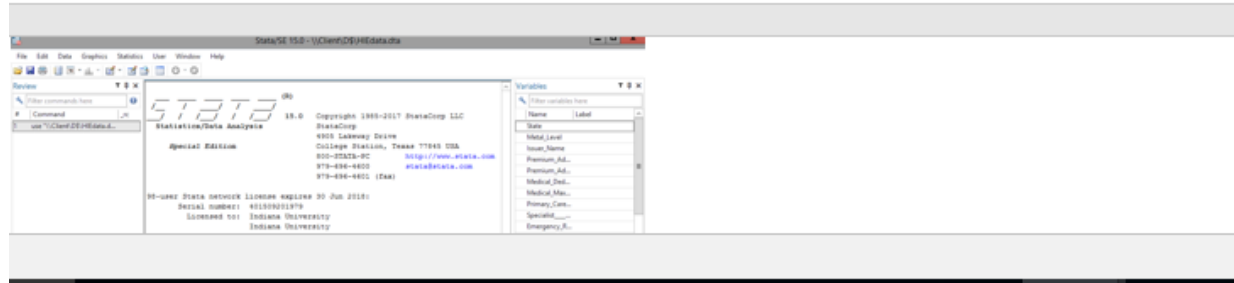 Stata/SE 15.0 - \\Client\D$\HIEdata.dta
File Edit Data Graphics Statistics User Window Help
Review
Filter commands here
# Command _rc
1 use "\\Client\D$\HIEdata.d...
(R)
15.0 Copyright 1985-2017 StataCorp LLC
Statistics/Data Analysis StataCorp
4905 Lakeway Drive
Special Edition College Station, Texas 77845 USA
800-STATA-PC http://www.stata.com
979-696-4600 stata@stata.com
979-696-4601 (fax)
-user Stata network license expires 30 Jun 2018:
Serial number: 401509201979
Licensed to: Indiana University
Indiana University
Variables
Filter variables here
Name Label
State
Metal_Level
Issuer_Name
Premium_Ad...
Premium_Ad...
Medical_Ded...
Medical_Max...
Primary_Care...
Specialist___...
Emergency_R...